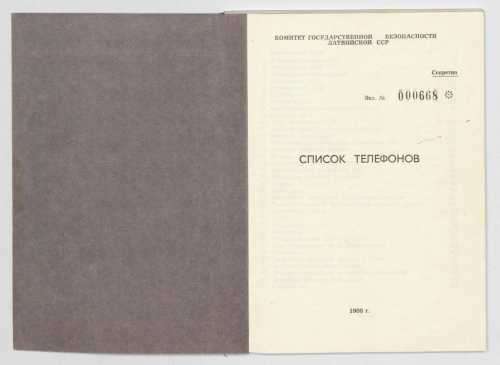 КОМИТЕТ ГОСУДАРСТВЕННОЙ БЕЗОПАСНОСТИ
ЛАТВИЙСКОЙ ССР
Секретно
Экз. № 000668
СПИСОК ТЕЛЕФОНОВ